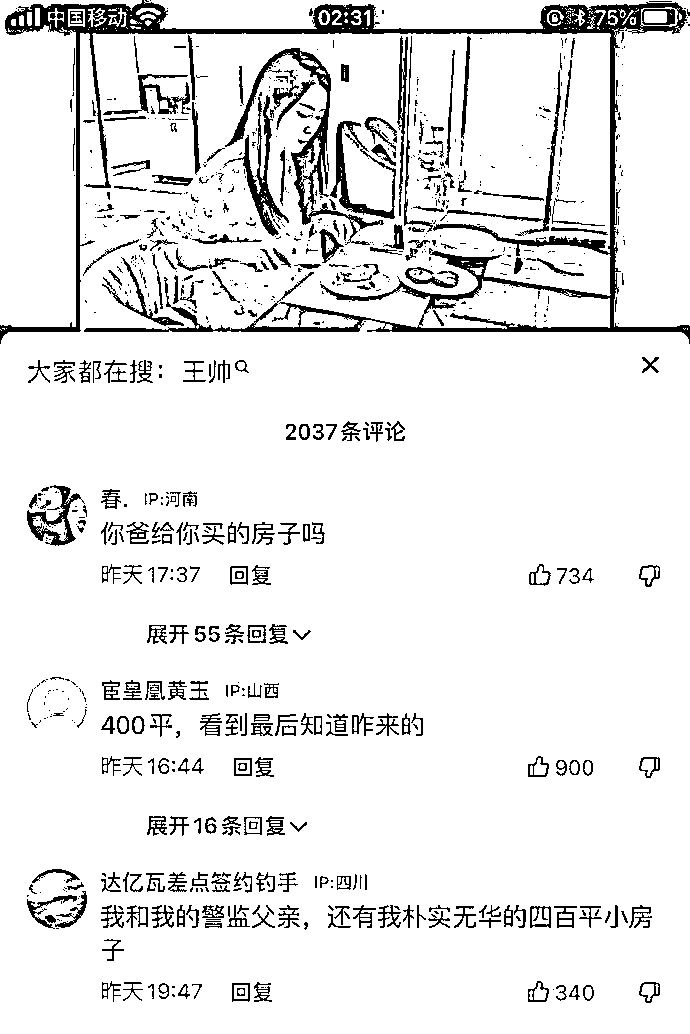 中国移动 02:31 75%
大家都在搜：王帅
2037条评论
春. IP:河南
你爸给你买的房子吗
昨天17:37 回复 734
展开55条回复
宦皇凰黄玉 IP:山西
400平，看到最后知道咋来的
昨天16:44 回复 900
展开16条回复
达亿瓦差点签约钓手 IP:四川
我和我的警监父亲，还有我朴实无华的四百平小房
子
昨天19:47 回复 340